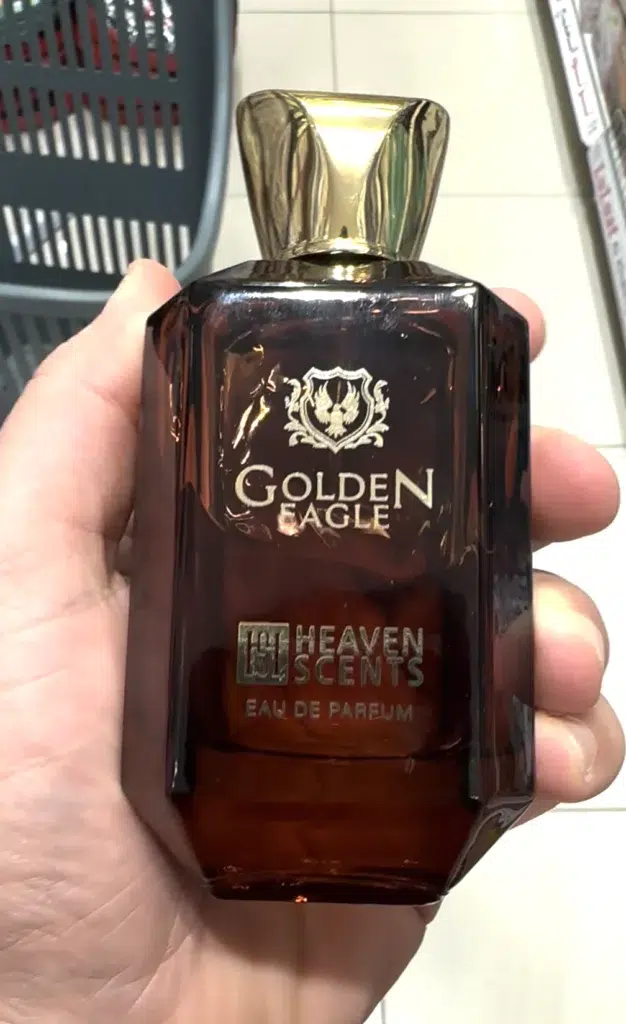 GOLDEN
EAGLE
HEAVEN
SCENTS
EAU DE PARFUM